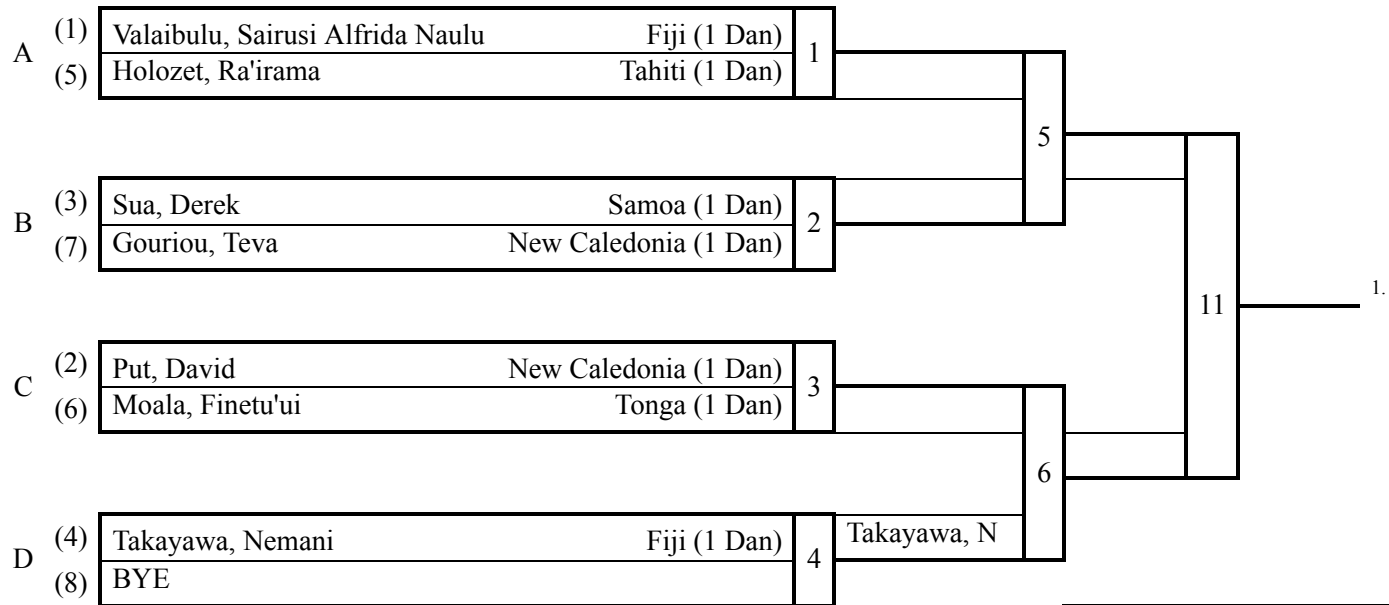 A (1) Valaibulu, Sairusi Alfrida Naulu Fiji (1 Dan) 1
(5) Holozet, Ra'irama Tahiti (1 Dan)
5
B (3) Sua, Derek Samoa (1 Dan) 2
(7) Gouriou, Teva New Caledonia (1 Dan)
11 1.
C (2) Put, David New Caledonia (1 Dan) 3
(6) Moala, Finetu'ui Tonga (1 Dan)
6
D (4) Takayawa, Nemani Fiji (1 Dan) 4 Takayawa, N
(8) BYE